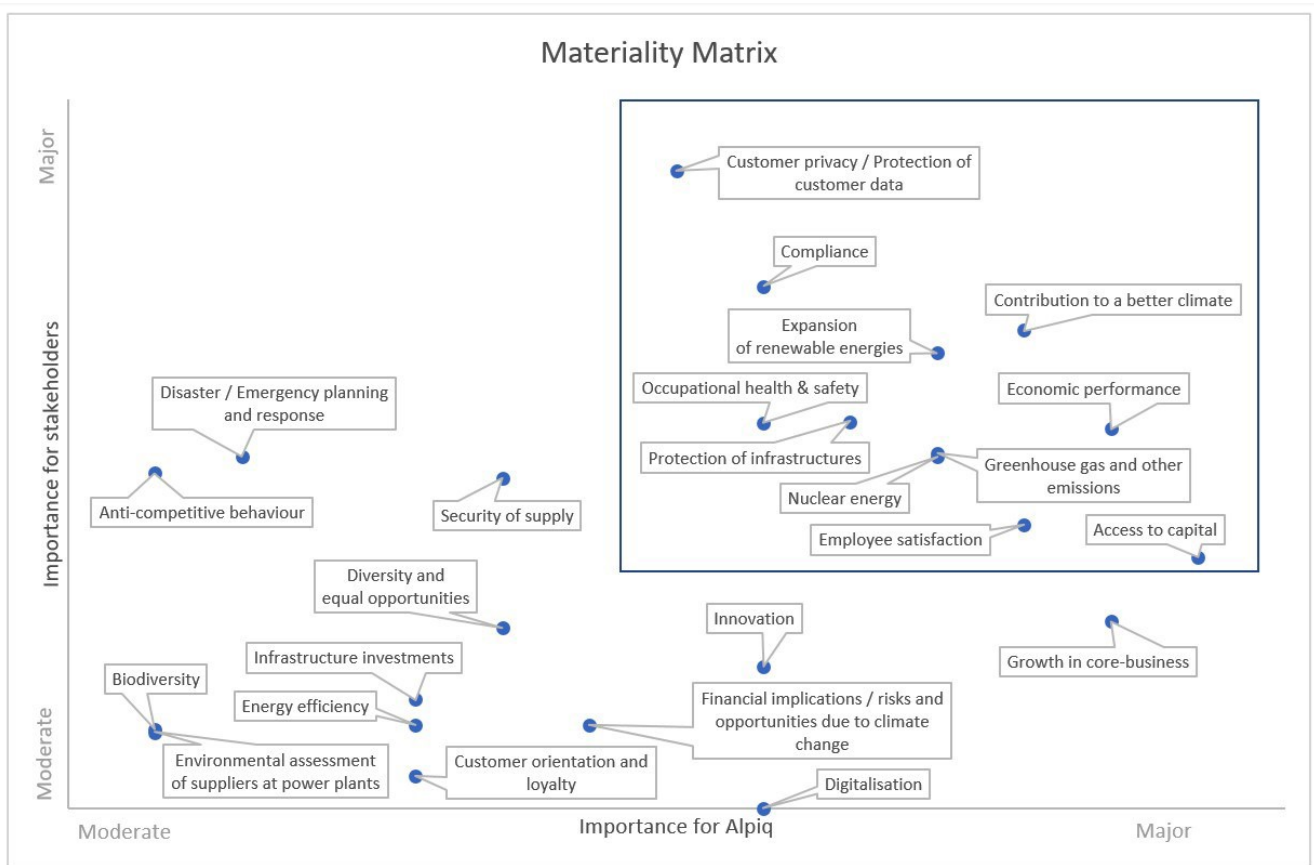 Materiality Matrix
Major
Customer privacy / Protection of
customer data
Compliance
Contribution to a better climate
Expansion
of renewable energies
Importance for stakeholders
Disaster / Emergency planning
and response
Occupational health & safety
Economic performance
Protection of infrastructures
Greenhouse gas and other
emissions
Nuclear energy
Anti-competitive behaviour
Security of supply
Employee satisfaction
Access to capital
Diversity and
equal opportunities
Innovation
Infrastructure investments
Growth in core-business
Biodiversity
Energy efficiency
Financial implications / risks and
opportunities due to climate
change
Moderate
Environmental assessment
of suppliers at power plants
Customer orientation and
loyalty
Digitalisation
Moderate
Importance for Alpiq
Major